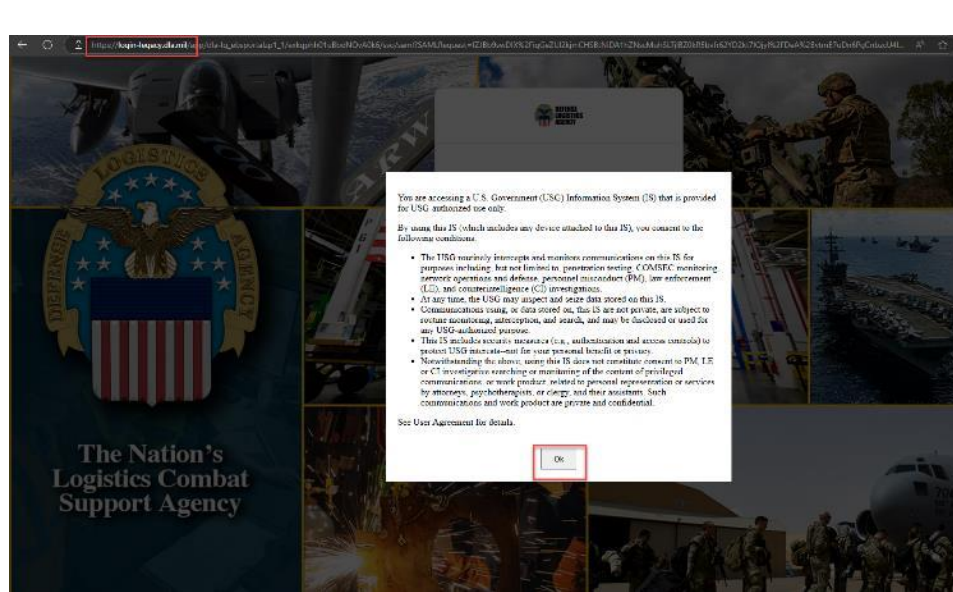 https://login-legacy.dla.mil/
DEFENSE
LOGISTICS
AGENCY
You are accessing a U.S. Government (USG) Information System (IS) that is provided
for USG-authorized use only.
By using this IS (which includes any device attached to this IS), you consent to the
following conditions:
• The USG routinely intercepts and monitors communications on this IS for
purposes including, but not limited to, penetration testing, COMSEC monitoring,
network operations and defense, personnel misconduct (PM), law enforcement
(LE), and counterintelligence (CI) investigations.
• At any time, the USG may inspect and seize data stored on this IS.
• Communications using, or data stored on, this IS are not private, are subject to
routine monitoring, interception, and search, and may be disclosed or used for
any USG-authorized purpose.
• This IS includes security measures (e.g., authentication and access controls) to
protect USG interests--not for your personal benefit or privacy.
• Notwithstanding the above, using this IS does not constitute consent to PM, LE
or CI investigative searching or monitoring of the content of privileged
communications, or work product, related to personal representation or services
by attorneys, psychotherapists, or clergy, and their assistants. Such
communications and work product are private and confidential.
See User Agreement for details.
Ok
DEFENSE LOGISTICS AGENCY
The Nation's
Logistics Combat
Support Agency